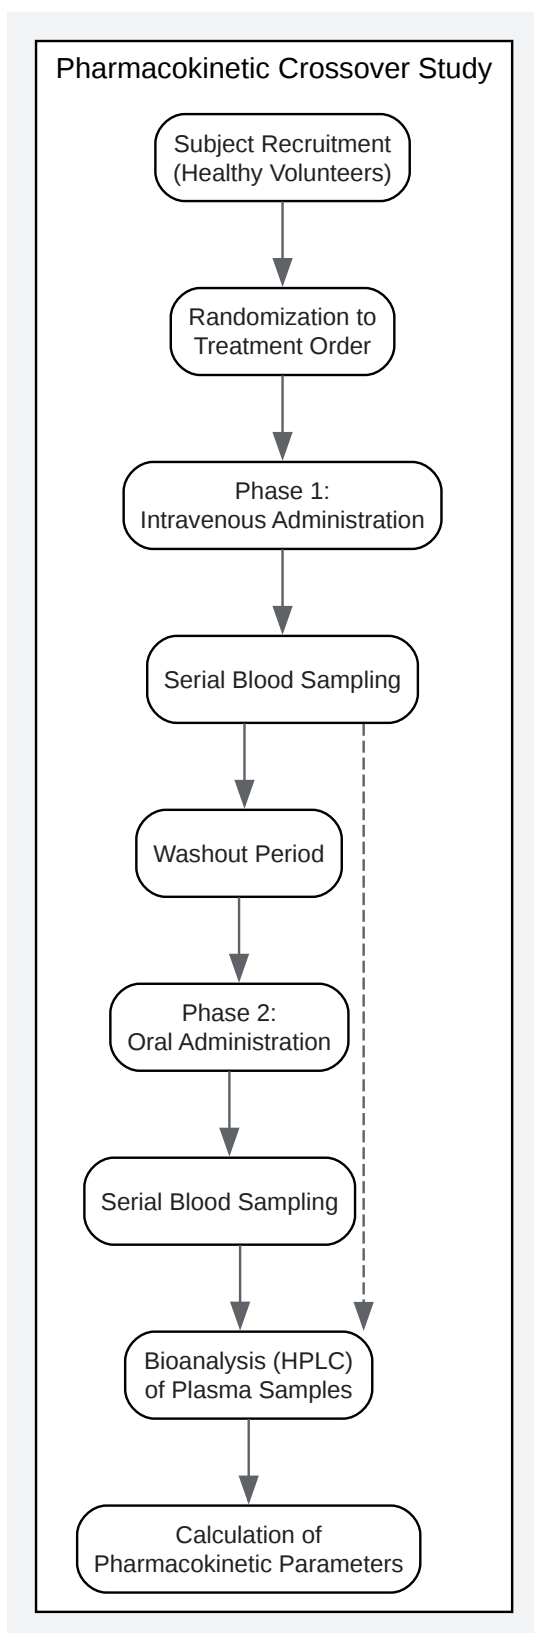 Pharmacokinetic Crossover Study
Subject Recruitment
(Healthy Volunteers)
Randomization to
Treatment Order
Phase 1:
Intravenous Administration
Serial Blood Sampling
Washout Period
Phase 2:
Oral Administration
Serial Blood Sampling
Bioanalysis (HPLC)
of Plasma Samples
Calculation of
Pharmacokinetic Parameters